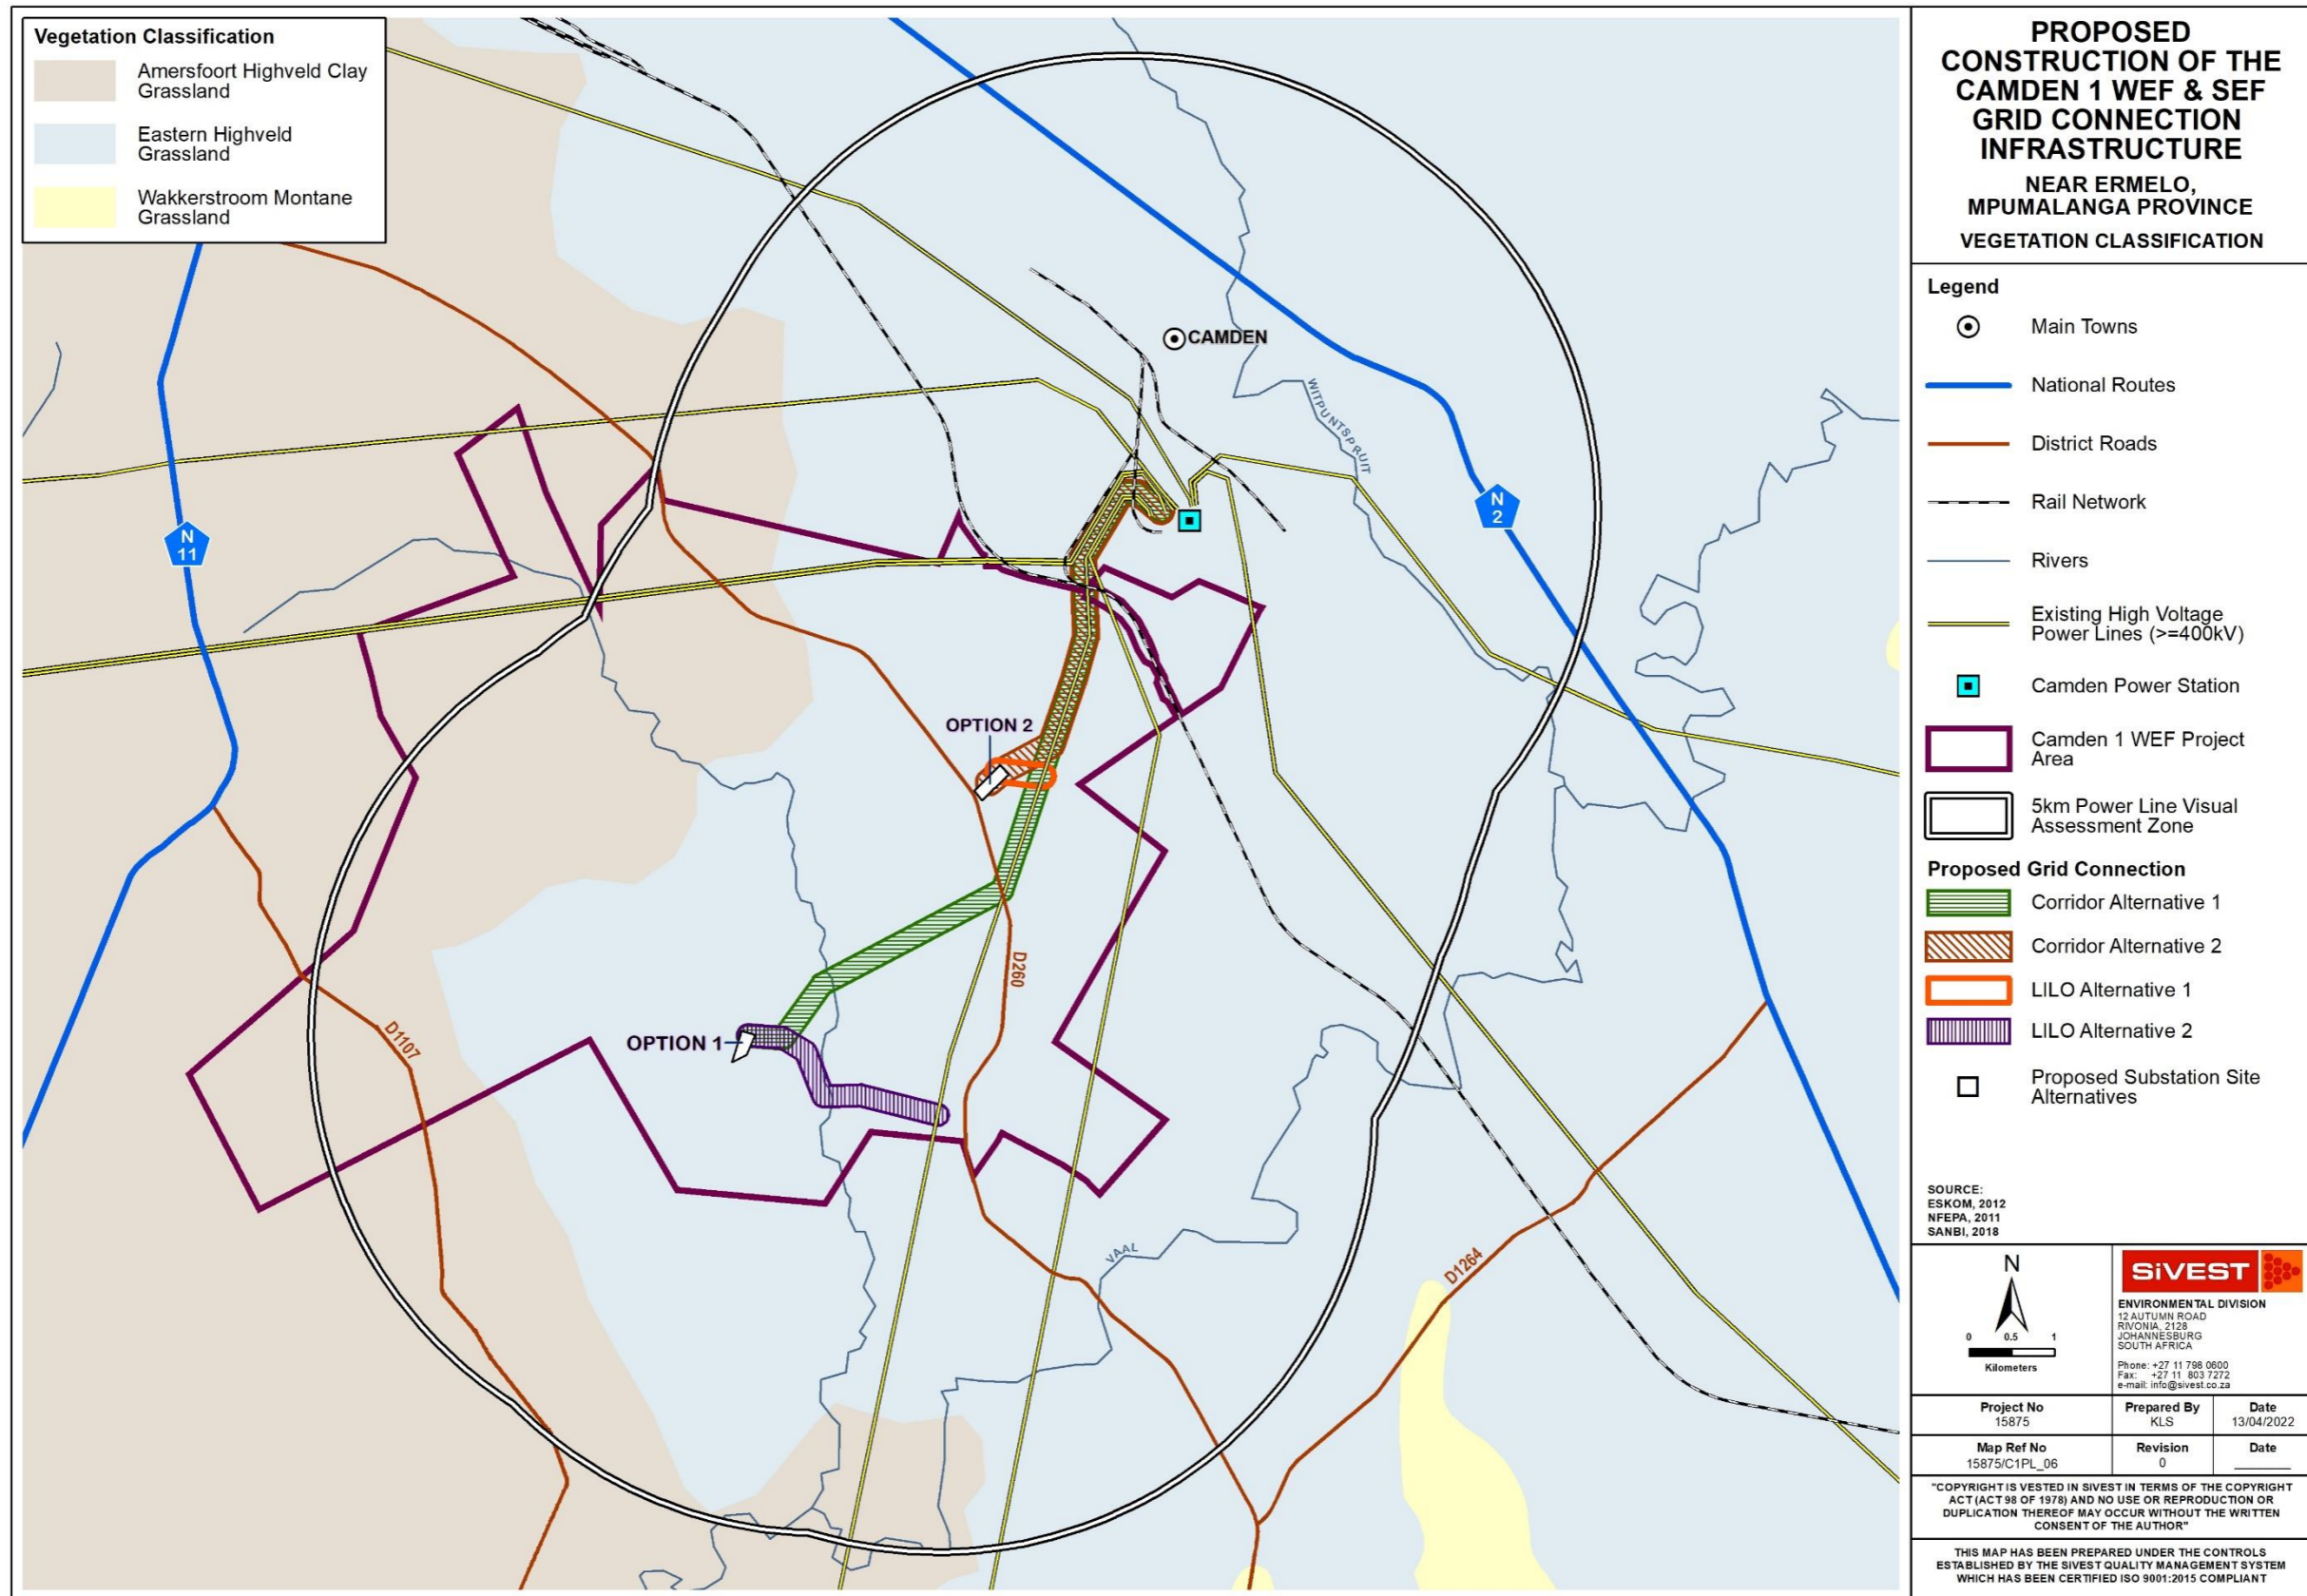 Vegetation Classification
Amersfoort Highveld Clay
Grassland
Eastern Highveld
Grassland
Wakkerstroom Montane
Grassland
CAMDEN
WITPUNTSPRUIT
N
2
N
11
OPTION 2
D260
OPTION 1
D1107
VAAL
D1264
PROPOSED
CONSTRUCTION OF THE
CAMDEN 1 WEF & SEF
GRID CONNECTION
INFRASTRUCTURE
NEAR ERMELO,
MPUMALANGA PROVINCE
VEGETATION CLASSIFICATION
Legend
Main Towns
National Routes
District Roads
Rail Network
Rivers
Existing High Voltage
Power Lines (>=400kV)
Camden Power Station
Camden 1 WEF Project
Area
5km Power Line Visual
Assessment Zone
Proposed Grid Connection
Corridor Alternative 1
Corridor Alternative 2
LILO Alternative 1
LILO Alternative 2
Proposed Substation Site
Alternatives
SOURCE:
ESKOM, 2012
NFEPA, 2011
SANBI, 2018
N
0 0.5 1
Kilometers
SiVEST
ENVIRONMENTAL DIVISION
12 AUTUMN ROAD
RIVONIA, 2128
JOHANNESBURG
SOUTH AFRICA
Phone: +27 11 798 0600
Fax: +27 11 803 7272
e-mail: info@sivest.co.za
Project No
15875
Prepared By
KLS
Date
13/04/2022
Map Ref No
15875/C1PL_06
Revision
0
Date
"COPYRIGHT IS VESTED IN SIVEST IN TERMS OF THE COPYRIGHT
ACT (ACT 98 OF 1978) AND NO USE OR REPRODUCTION OR
DUPLICATION THEREOF MAY OCCUR WITHOUT THE WRITTEN
CONSENT OF THE AUTHOR"
THIS MAP HAS BEEN PREPARED UNDER THE CONTROLS
ESTABLISHED BY THE SIVEST QUALITY MANAGEMENT SYSTEM
WHICH HAS BEEN CERTIFIED ISO 9001:2015 COMPLIANT